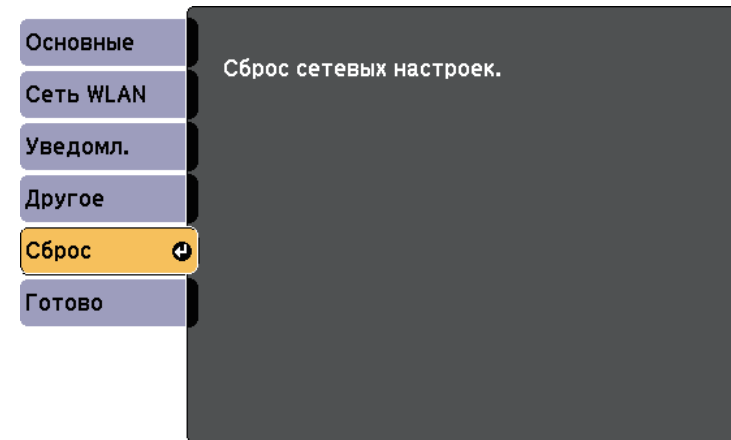 Основные
Сеть WLAN
Уведомл.
Другое
Сброс
Готово
Сброс сетевых настроек.